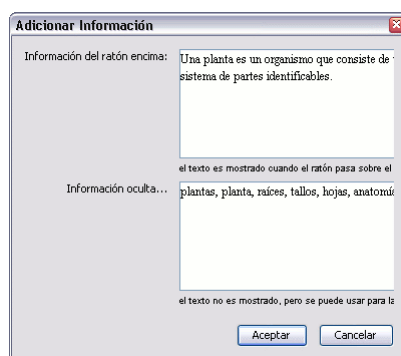 Adicionar Información
Información del ratón encima:
Una planta es un organismo que consiste de
sistema de partes identificables.
el texto es mostrado cuando el ratón pasa sobre el
Información oculta...
plantas, planta, raíces, tallos, hojas, anatomía
el texto no es mostrado, pero se puede usar para la
Aceptar Cancelar